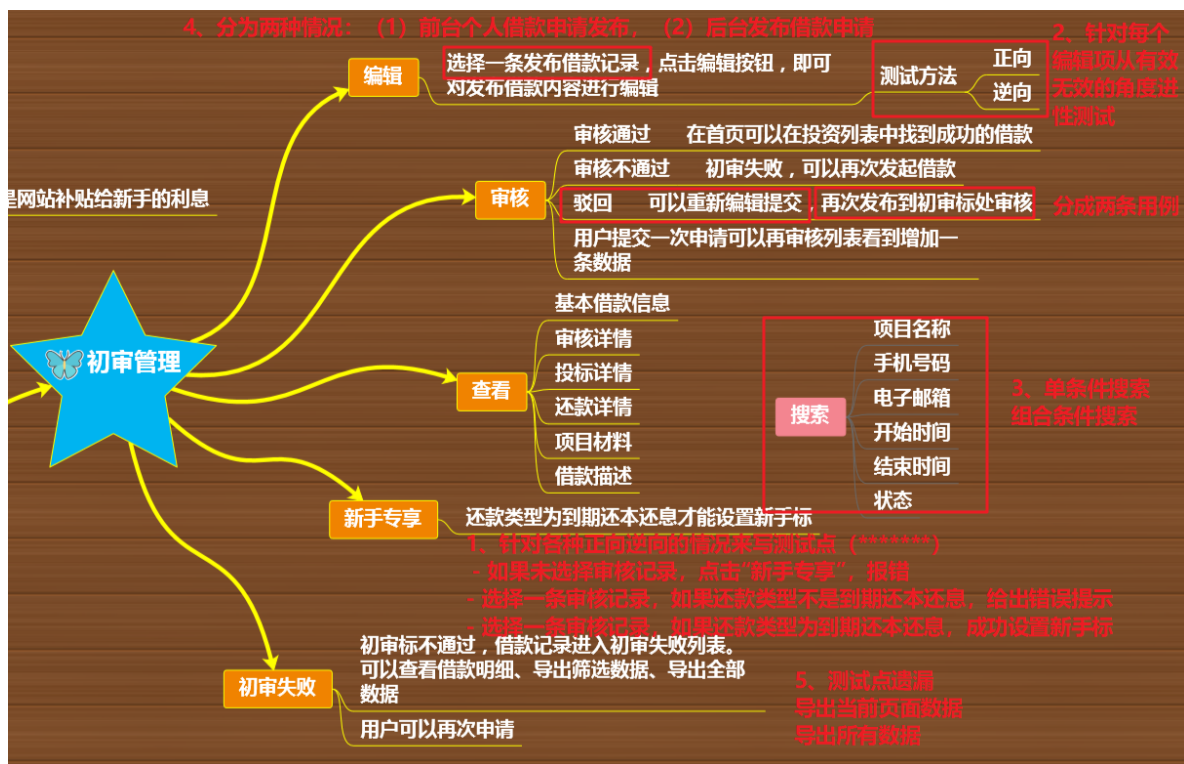 4、分为两种情况：（1）前台个人借款申请发布，（2）后台发布借款申请
编辑
选择一条发布借款记录，点击编辑按钮，即可
对发布借款内容进行编辑
测试方法
正向
逆向
2、针对每个
编辑项从有效
无效的角度进
性测试
审核
审核通过 在首页可以在投资列表中找到成功的借款
审核不通过 初审失败，可以再次发起借款
驳回 可以重新编辑提交，再次发布到初审标处审核
分成两条用例
用户提交一次申请可以再审核列表看到增加一
条数据
是网站补贴给新手的利息
初审管理
查看
基本借款信息
审核详情
投标详情
还款详情
项目材料
借款描述
搜索
项目名称
手机号码
电子邮箱
开始时间
结束时间
状态
3、单条件搜索
组合条件搜索
新手专享
还款类型为到期还本还息才能设置新手标
1、针对各种正向逆向的情况来写测试点（*******）
- 如果未选择审核记录，点击“新手专享”，报错
- 选择一条审核记录，如果还款类型不是到期还本还息，给出错误提示
- 选择一条审核记录，如果还款类型为到期还本还息，成功设置新手标
初审失败
初审标不通过，借款记录进入初审失败列表。
可以查看借款明细、导出筛选数据、导出全部
数据
用户可以再次申请
5、测试点遗漏
导出当前页面数据
导出所有数据